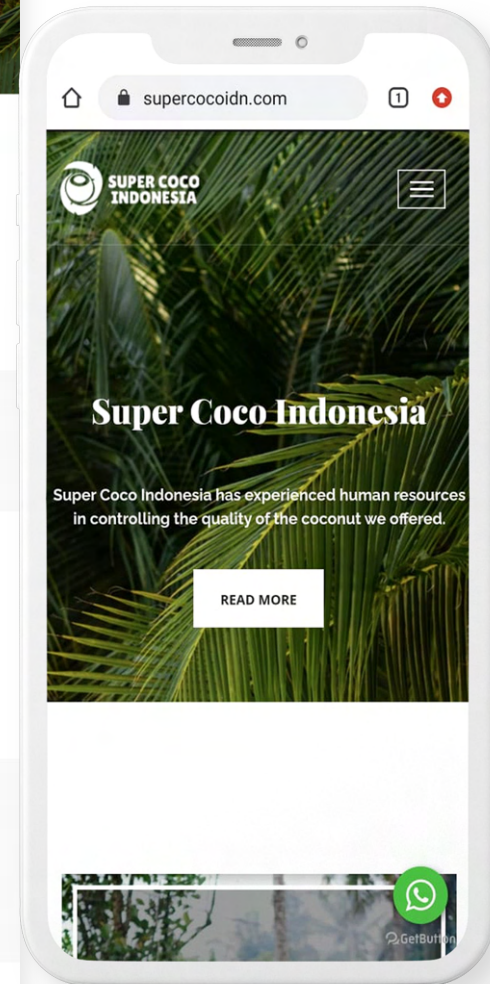 supercocoidn.com
1
SUPER COCO
INDONESIA
Super Coco Indonesia
Super Coco Indonesia has experienced human resources
in controlling the quality of the coconut we offered.
READ MORE
GetButton